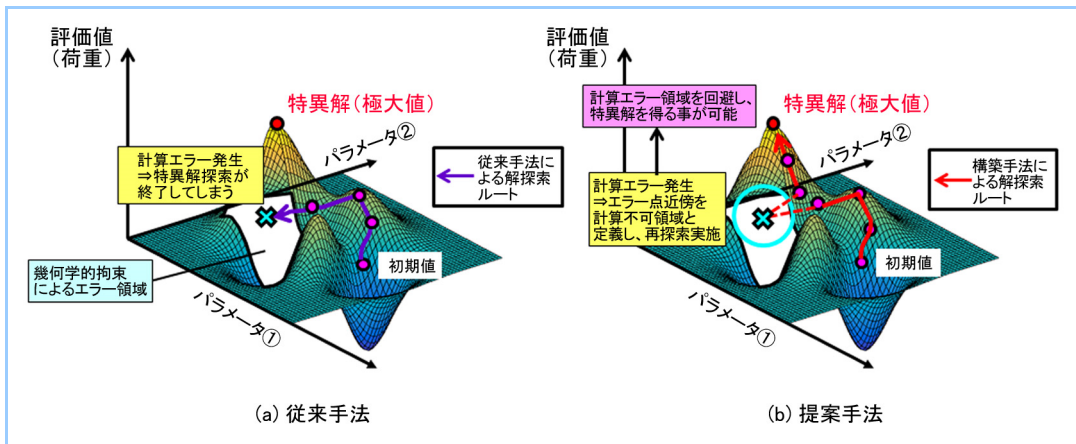 評価値
(荷重)
特異解(極大値)
パラメータ②
計算エラー発生
⇒特異解探索が
終了してしまう
従来手法に
よる解探索
ルート
初期値
幾何学的拘束
によるエラー領域
パラメータ①
(a) 従来手法
評価値
(荷重)
計算エラー領域を回避し、
特異解を得る事が可能
特異解(極大値)
パラメータ②
計算エラー発生
⇒エラー点近傍を
計算不可領域と
定義し、再探索実施
構築手法に
よる解探索
ルート
初期値
パラメータ①
(b) 提案手法